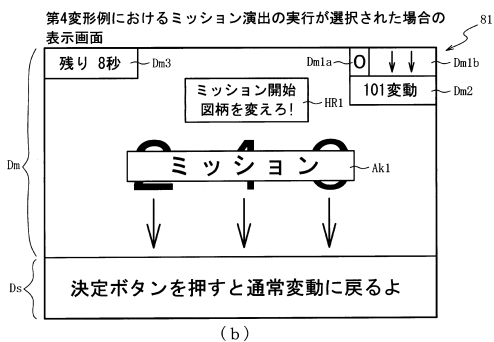 第4変形例におけるミッション演出の実行が選択された場合の
表示画面
81
残り 8秒
Dm3
Dm1a
0
Dm1b
101変動
Dm2
ミッション開始
図柄を変えろ!
HR1
Dm
ミッション
Ak1
Ds
決定ボタンを押すと通常変動に戻るよ
(b)